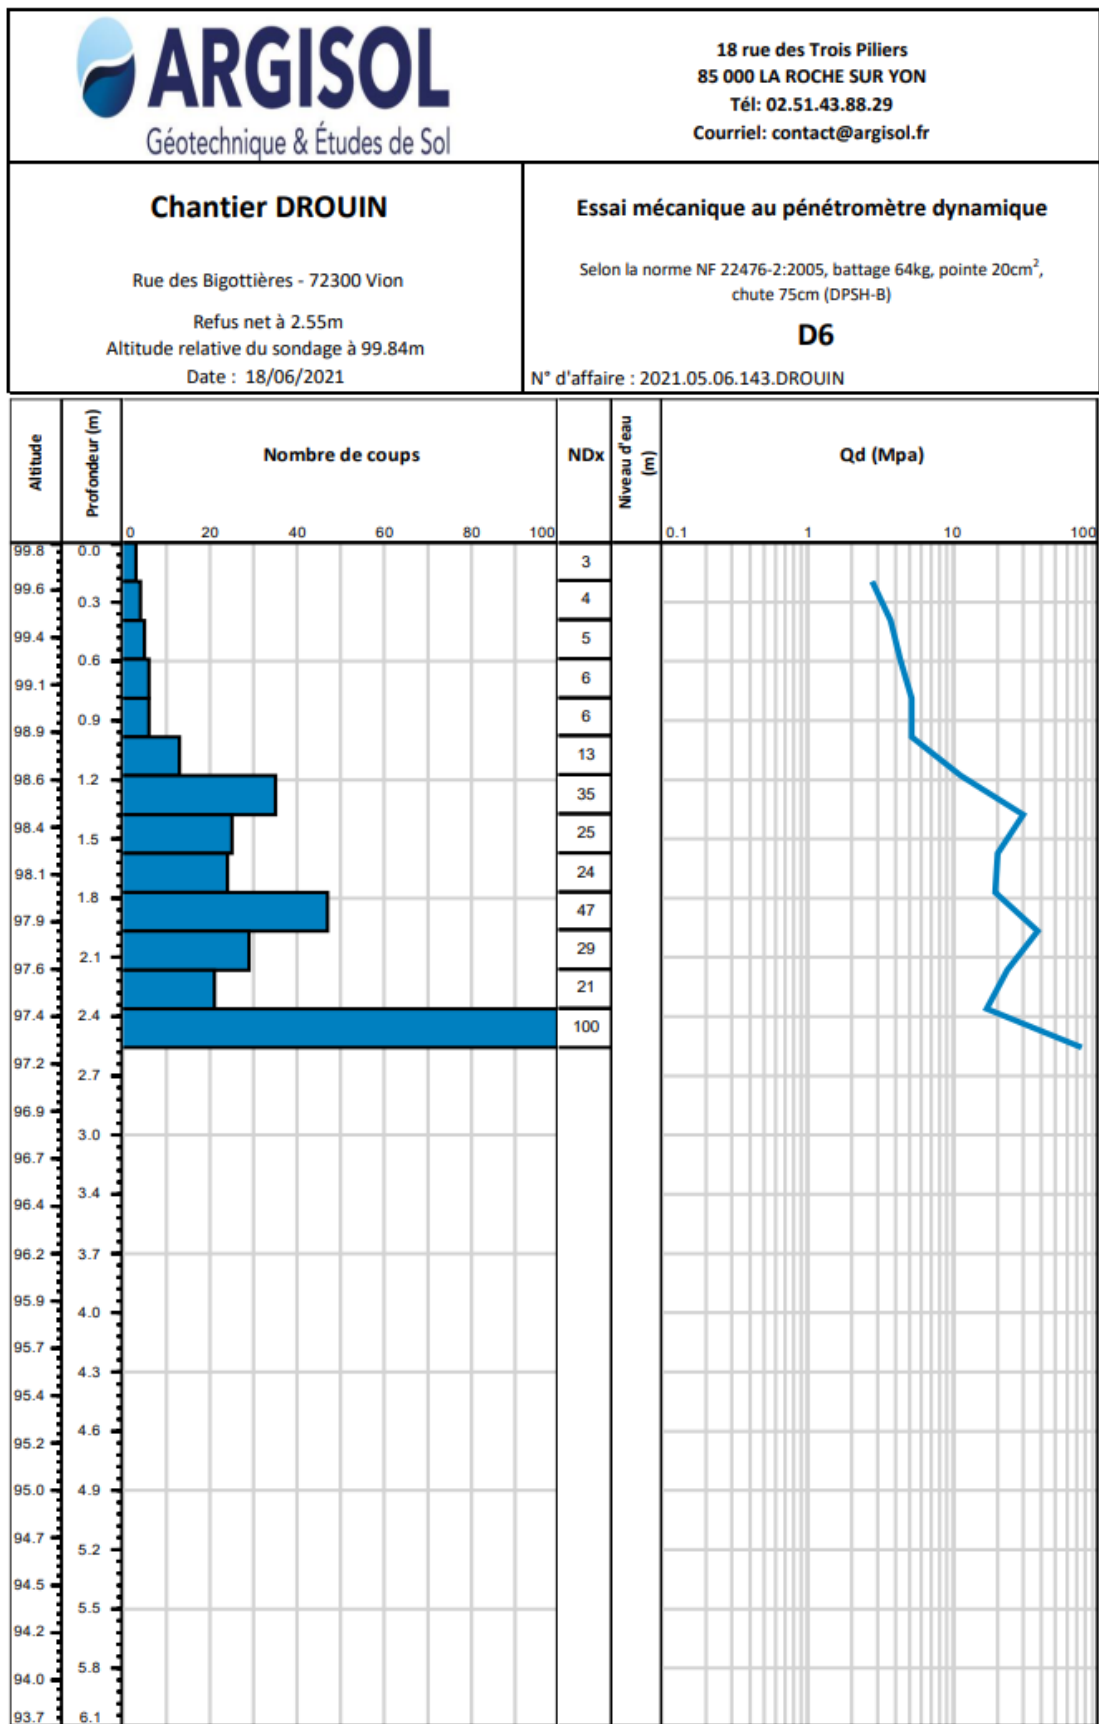 ARGISOL
Géotechnique & Études de Sol
18 rue des Trois Piliers
85 000 LA ROCHE SUR YON
Tél: 02.51.43.88.29
Courriel: contact@argisol.fr
Chantier DROUIN
Rue des Bigottières - 72300 Vion
Refus net à 2.55m
Altitude relative du sondage à 99.84m
Date : 18/06/2021
Essai mécanique au pénétromètre dynamique
Selon la norme NF 22476-2:2005, battage 64kg, pointe 20cm²,
chute 75cm (DPSH-B)
D6
N° d'affaire : 2021.05.06.143.DROUIN
Altitude
Profondeur (m)
Nombre de coups
NDx
Niveau d'eau
(m)
Qd (Mpa)
0 20 40 60 80 100
0.1 1 10 100
99.8
99.6
99.4
99.1
98.9
98.6
98.4
98.1
97.9
97.6
97.4
97.2
96.9
96.7
96.4
96.2
95.9
95.7
95.4
95.2
95.0
94.7
94.5
94.2
94.0
93.7
0.0
0.3
0.6
0.9
1.2
1.5
1.8
2.1
2.4
2.7
3.0
3.4
3.7
4.0
4.3
4.6
4.9
5.2
5.5
5.8
6.1
3
4
5
6
6
13
35
25
24
47
29
21
100